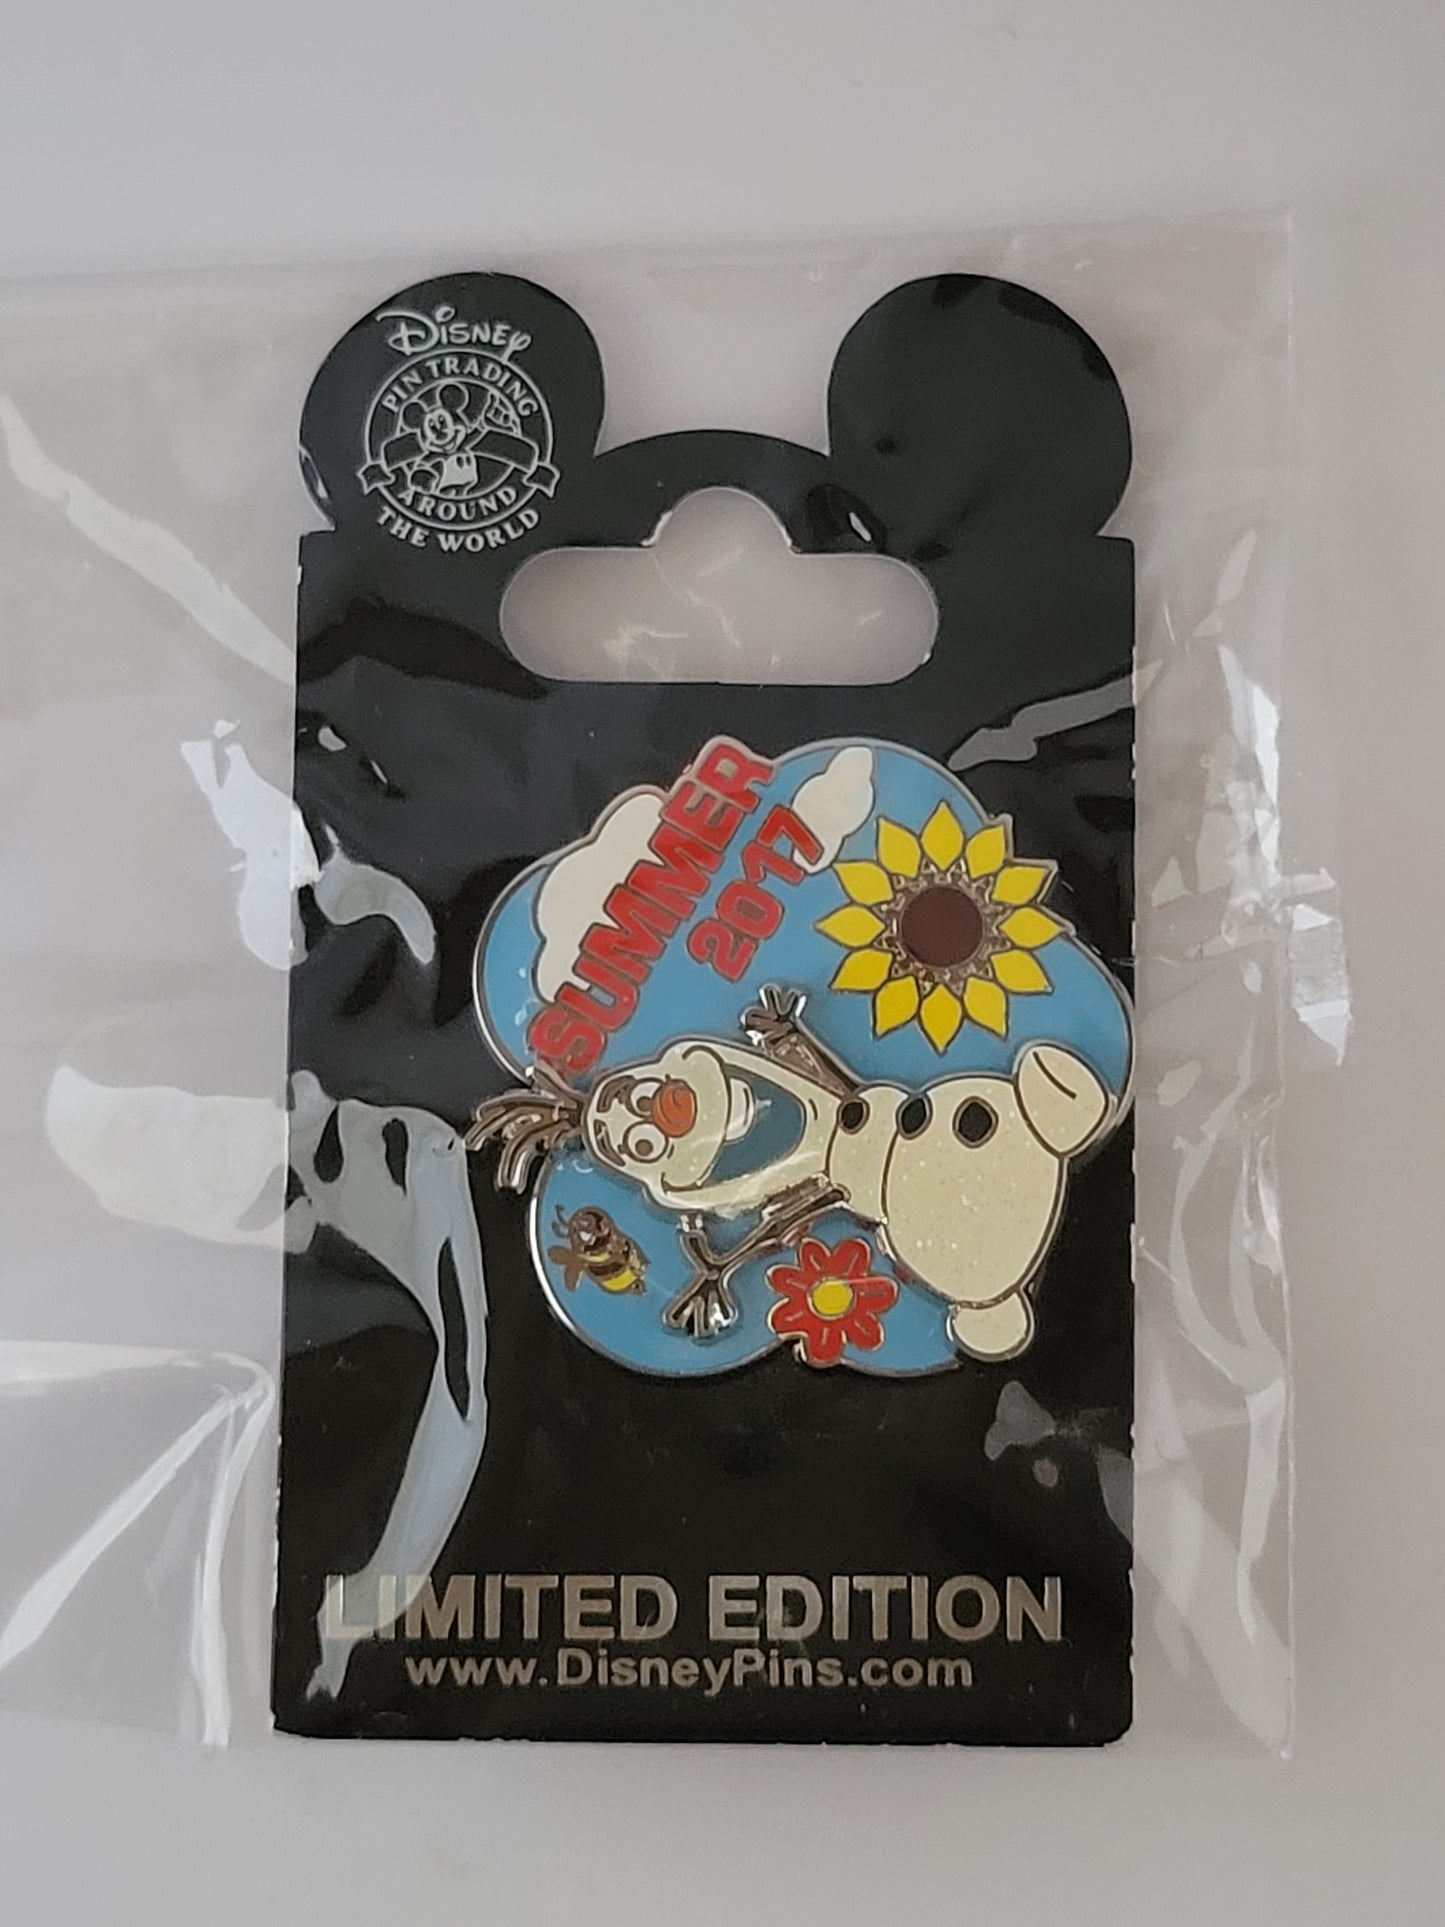 Disney
PIN TRADING
AROUND
THE WORLD
SUMMER
2017
LIMITED EDITION
www.DisneyPins.com